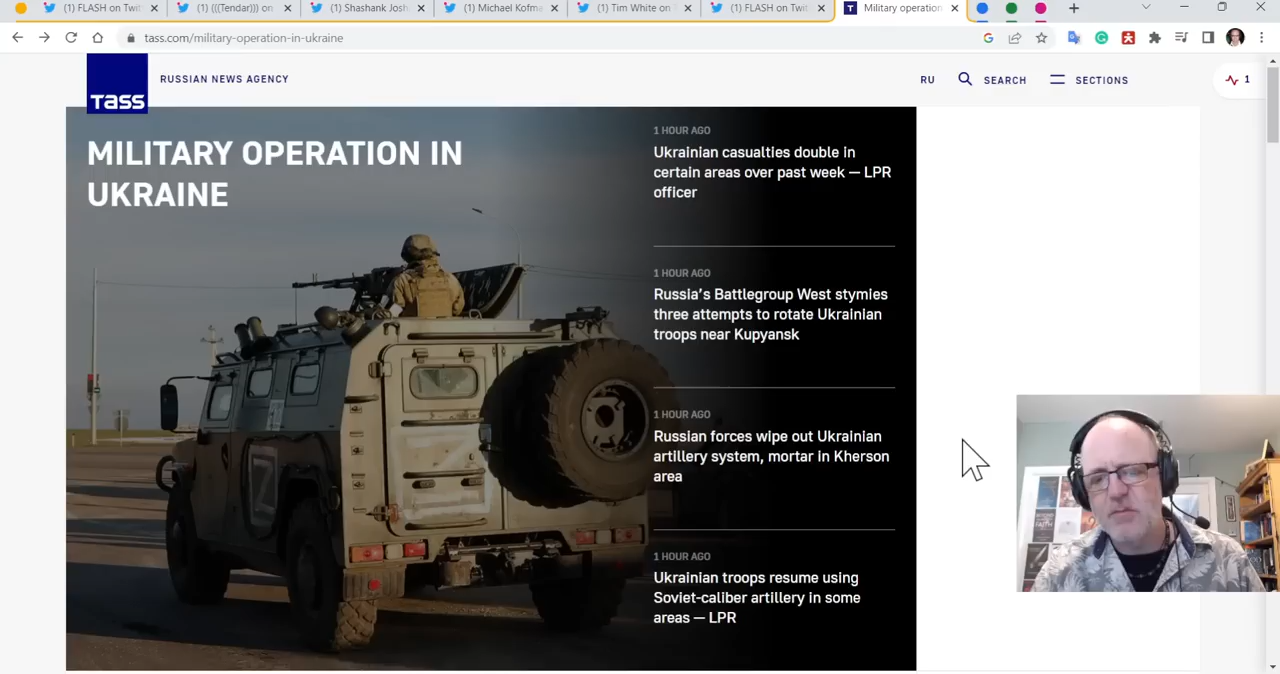 (1) FLASH on Twit
(1) (((Tendar))) on
(1) Shashank Josh
(1) Michael Kofma
(1) Tim White on T
(1) FLASH on Twit
Military operation
tass.com/military-operation-in-ukraine
TASS
RUSSIAN NEWS AGENCY
RU
SEARCH
SECTIONS
1
MILITARY OPERATION IN
UKRAINE
1 HOUR AGO
Ukrainian casualties double in
certain areas over past week — LPR
officer
1 HOUR AGO
Russia's Battlegroup West stymies
three attempts to rotate Ukrainian
troops near Kupyansk
1 HOUR AGO
Russian forces wipe out Ukrainian
artillery system, mortar in Kherson
area
1 HOUR AGO
Ukrainian troops resume using
Soviet-caliber artillery in some
areas — LPR
Z